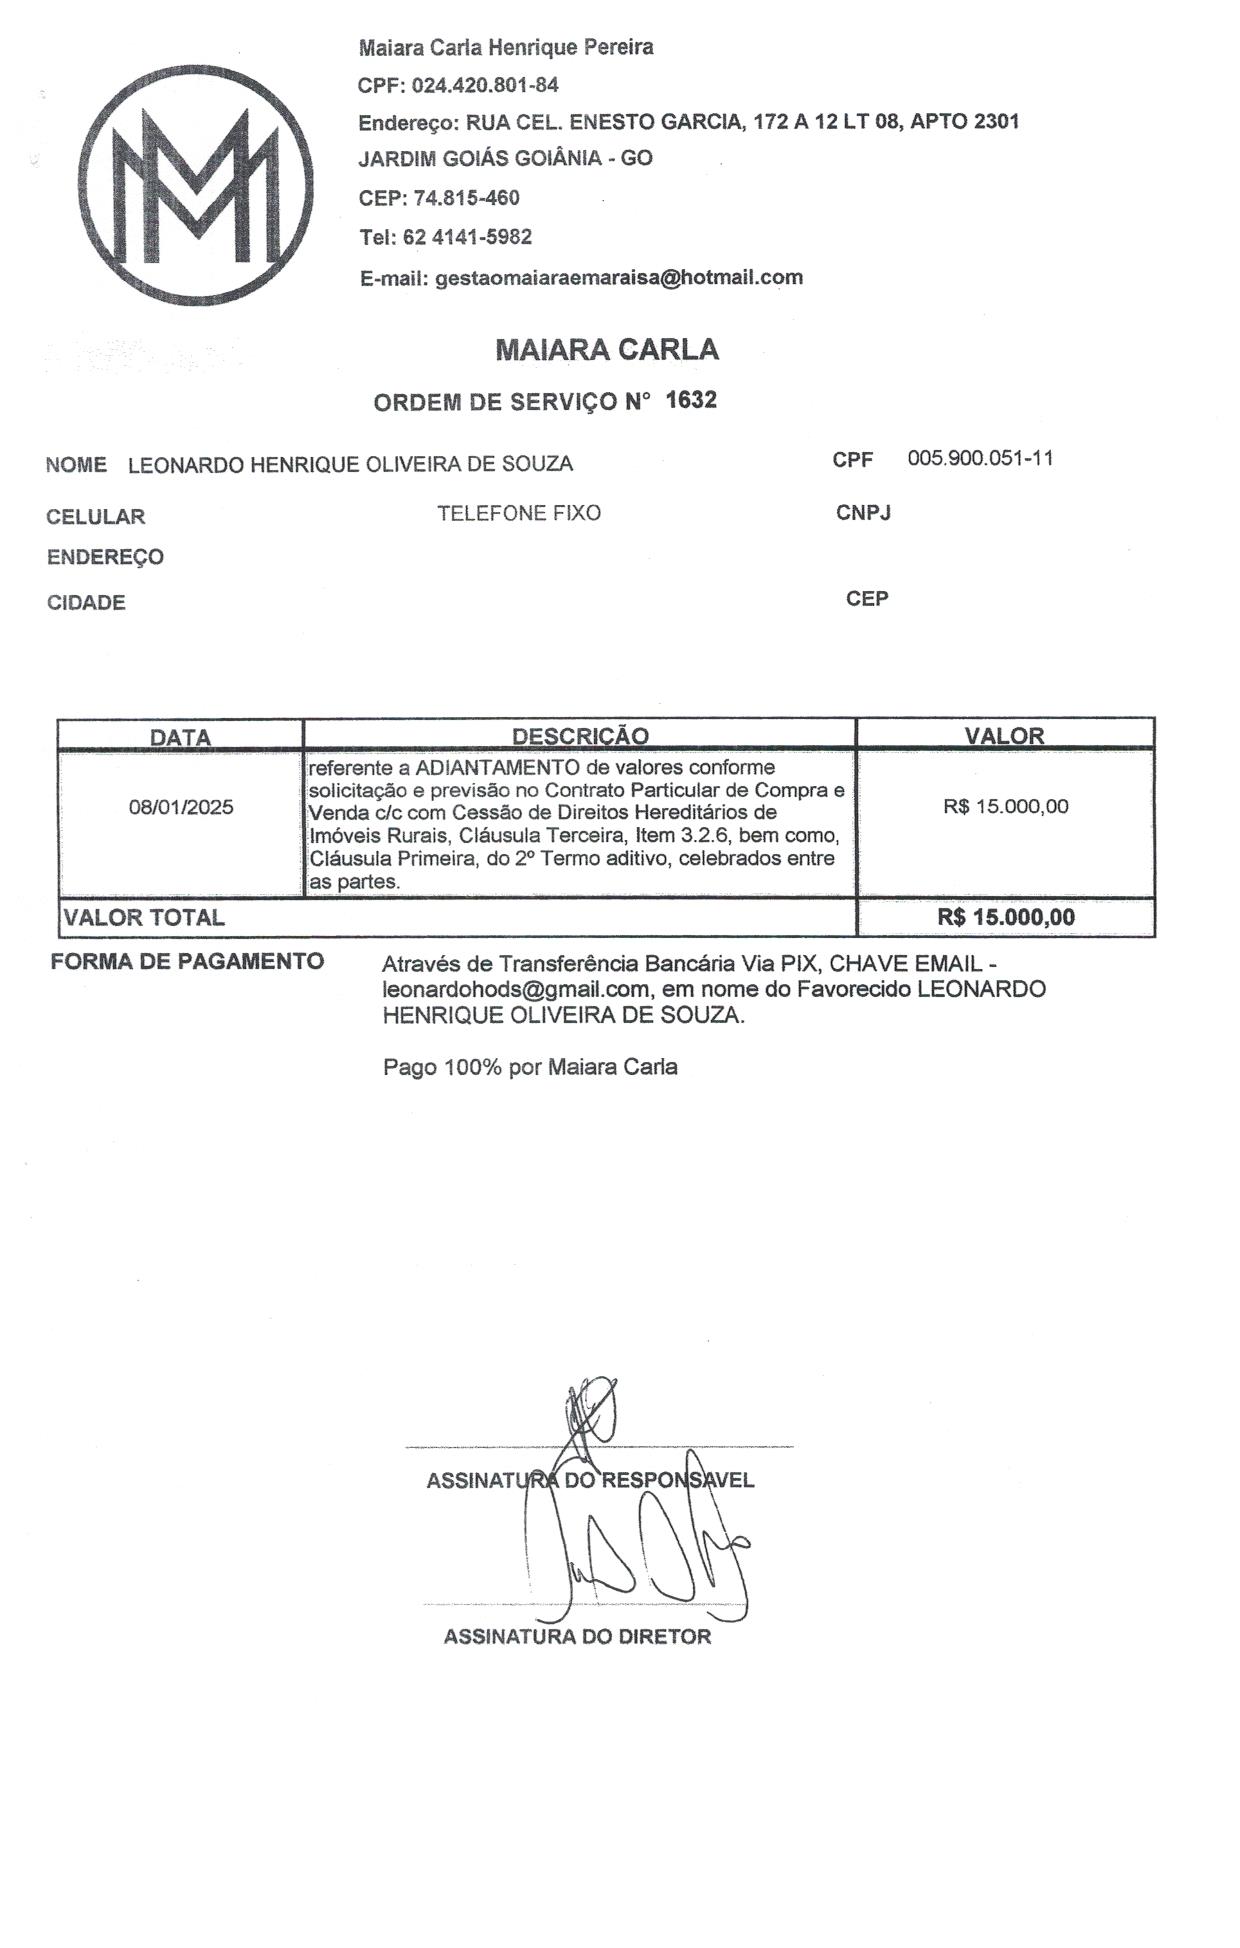 Maiara Carla Henrique Pereira
CPF: 024.420.801-84
Endereço: RUA CEL. ENESTO GARCIA, 172 A 12 LT 08, APTO 2301
JARDIM GOIÁS GOIÂNIA - GO
CEP: 74.815-460
Tel: 62 4141-5982
E-mail: gestaomaiaraemaraisa@hotmail.com
MAIARA CARLA
ORDEM DE SERVIÇO N° 1632
NOME LEONARDO HENRIQUE OLIVEIRA DE SOUZA CPF 005.900.051-11
CELULAR TELEFONE FIXO CNPJ
ENDEREÇO
CIDADE CEP
DATA DESCRIÇÃO VALOR
referente a ADIANTAMENTO de valores conforme
solicitação e previsão no Contrato Particular de Compra e
08/01/2025 Venda c/c com Cessão de Direitos Hereditários de R$ 15.000,00
Imóveis Rurais, Cláusula Terceira, Item 3.2.6, bem como,
Cláusula Primeira, do 2º Termo aditivo, celebrados entre
as partes.
VALOR TOTAL R$ 15.000,00
FORMA DE PAGAMENTO Através de Transferência Bancária Via PIX, CHAVE EMAIL -
leonardohods@gmail.com, em nome do Favorecido LEONARDO
HENRIQUE OLIVEIRA DE SOUZA.
Pago 100% por Maiara Carla
ASSINATURA DO RESPONSAVEL
ASSINATURA DO DIRETOR